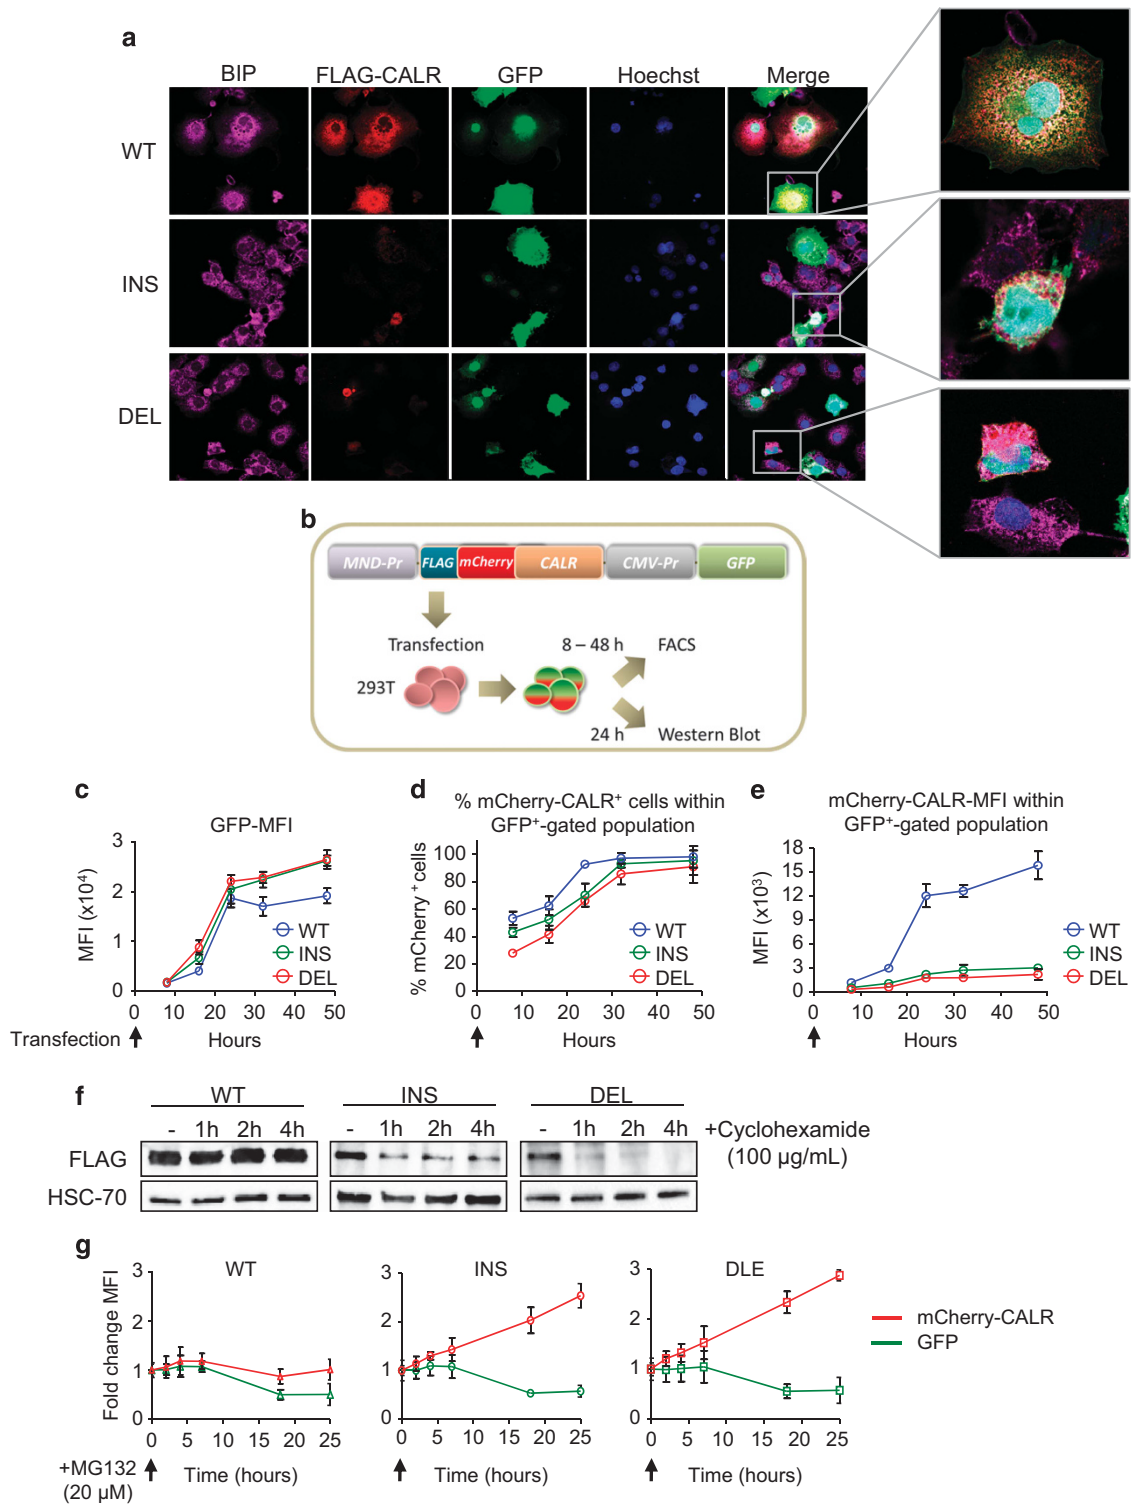 a
BIP FLAG-CALR GFP Hoechst Merge
WT
INS
DEL
b
MND-Pr FLAG mCherry CALR CMV-Pr GFP
Transfection 8 – 48 h FACS
293T
24 h Western Blot
c
GFP-MFI
MFI (x10⁴)
3
2
1
0
0 10 20 30 40 50
WT
INS
DEL
Transfection Hours
d
% mCherry-CALR⁺ cells within
GFP⁺-gated population
% mCherry⁺cells
100
80
60
40
20
0
0 10 20 30 40 50
WT
INS
DEL
Hours
e
mCherry-CALR-MFI within
GFP⁺-gated population
MFI (x10³)
18
15
12
9
6
3
0
0 10 20 30 40 50
WT
INS
DEL
Hours
f
WT INS DEL
- 1h 2h 4h - 1h 2h 4h - 1h 2h 4h +Cyclohexamide
(100 µg/mL)
FLAG
HSC-70
g
WT
Fold change MFI
3
2
1
0
0 5 10 15 20 25
+MG132
(20 µM)
Time (hours)
INS
3
2
1
0
0 5 10 15 20 25
Time (hours)
DLE
3
2
1
0
0 5 10 15 20 25
Time (hours)
mCherry-CALR
GFP